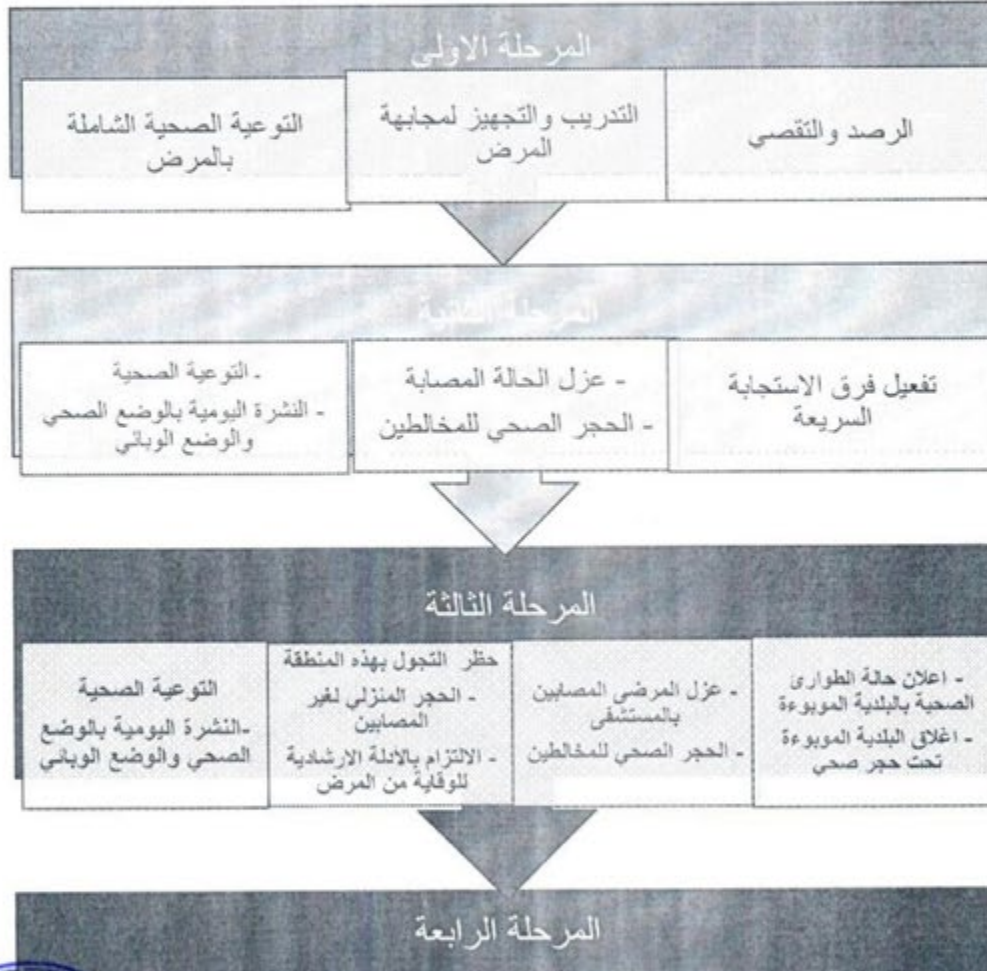 المرحلة الاولى
الرصد والتقصي
التدريب والتجهيز لمجابهة
المرض
التوعية الصحية الشاملة
بالمرض
المرحلة الثانية
تفعيل فرق الاستجابة
السريعة
- عزل الحالة المصابة
- الحجر الصحي للمخالطين
- التوعية الصحية
- النشرة اليومية بالوضع الصحي
والوضع الوبائي
المرحلة الثالثة
- اعلان حالة الطوارئ
الصحية بالبلدية الموبوءة
- اغلاق البلدية الموبوءة
تحت حجر صحي
- عزل المرضى المصابين
بالمستشفى
- الحجر الصحي للمخالطين
حظر التجول بهذه المنطقة
- الحجر المنزلي لغير
المصابين
- الالتزام بالادلة الارشادية
للوقاية من المرض
التوعية الصحية
-النشرة اليومية بالوضع
الصحي والوضع الوبائي
المرحلة الرابعة